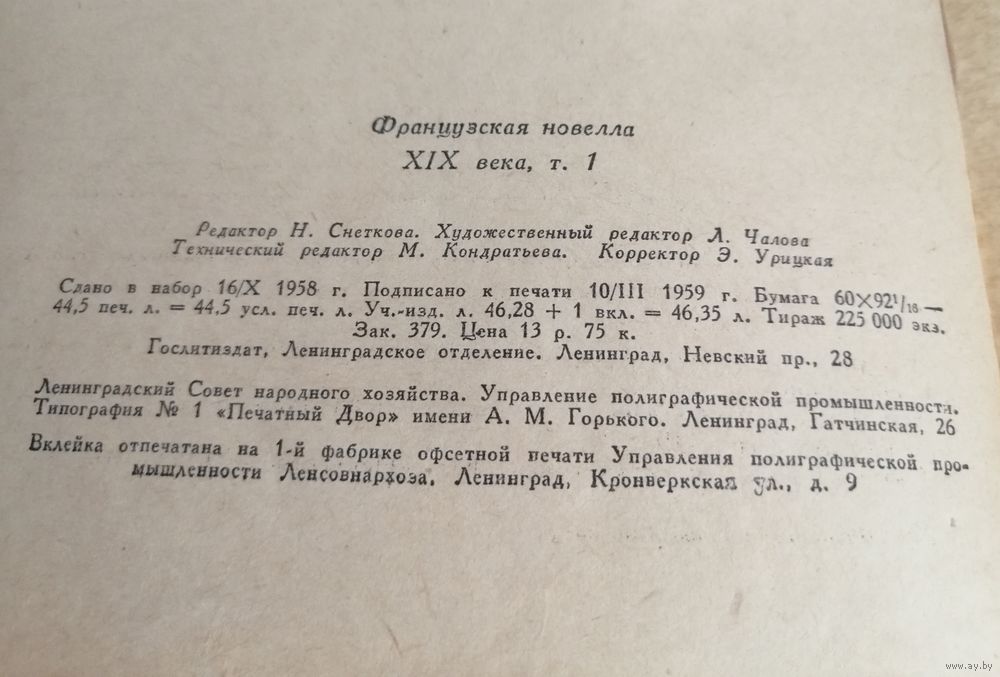 Французская новелла
XIX века, т. 1
Редактор Н. Снеткова. Художественный редактор Л. Чалова
Технический редактор М. Кондратьева. Корректор Э. Урицкая
Сдано в набор 16/X 1958 г. Подписано к печати 10/III 1959 г. Бумага 60×92¹/₁₆ —
44,5 печ. л. = 44,5 усл. печ. л. Уч.-изд. л. 46,28 + 1 вкл. = 46,35 л. Тираж 225 000 экз.
Зак. 379. Цена 13 р. 75 к.
Гослитиздат, Ленинградское отделение. Ленинград, Невский пр., 28
Ленинградский Совет народного хозяйства. Управление полиграфической промышленности.
Типография № 1 «Печатный Двор» имени А. М. Горького. Ленинград, Гатчинская, 26
Вклейка отпечатана на 1-й фабрике офсетной печати Управления полиграфической про-
мышленности Ленсовнархоза. Ленинград, Кронверкская ул., д. 9
www.ay.by